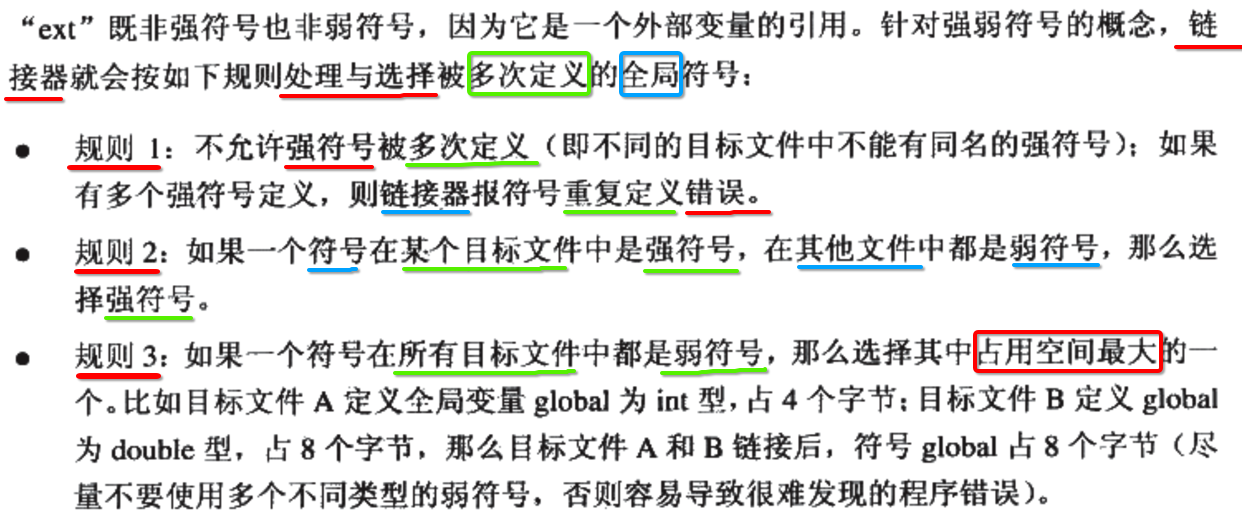 “ext”既非强符号也非弱符号，因为它是一个外部变量的引用。针对强弱符号的概念，链
接器就会按如下规则处理与选择被多次定义的全局符号：
● 规则 1：不允许强符号被多次定义（即不同的目标文件中不能有同名的强符号）；如果
有多个强符号定义，则链接器报符号重复定义错误。
● 规则 2：如果一个符号在某个目标文件中是强符号，在其他文件中都是弱符号，那么选
择强符号。
● 规则 3：如果一个符号在所有目标文件中都是弱符号，那么选择其中占用空间最大的一
个。比如目标文件 A 定义全局变量 global 为 int 型，占 4 个字节；目标文件 B 定义 global
为 double 型，占 8 个字节，那么目标文件 A 和 B 链接后，符号 global 占 8 个字节（尽
量不要使用多个不同类型的弱符号，否则容易导致很难发现的程序错误）。